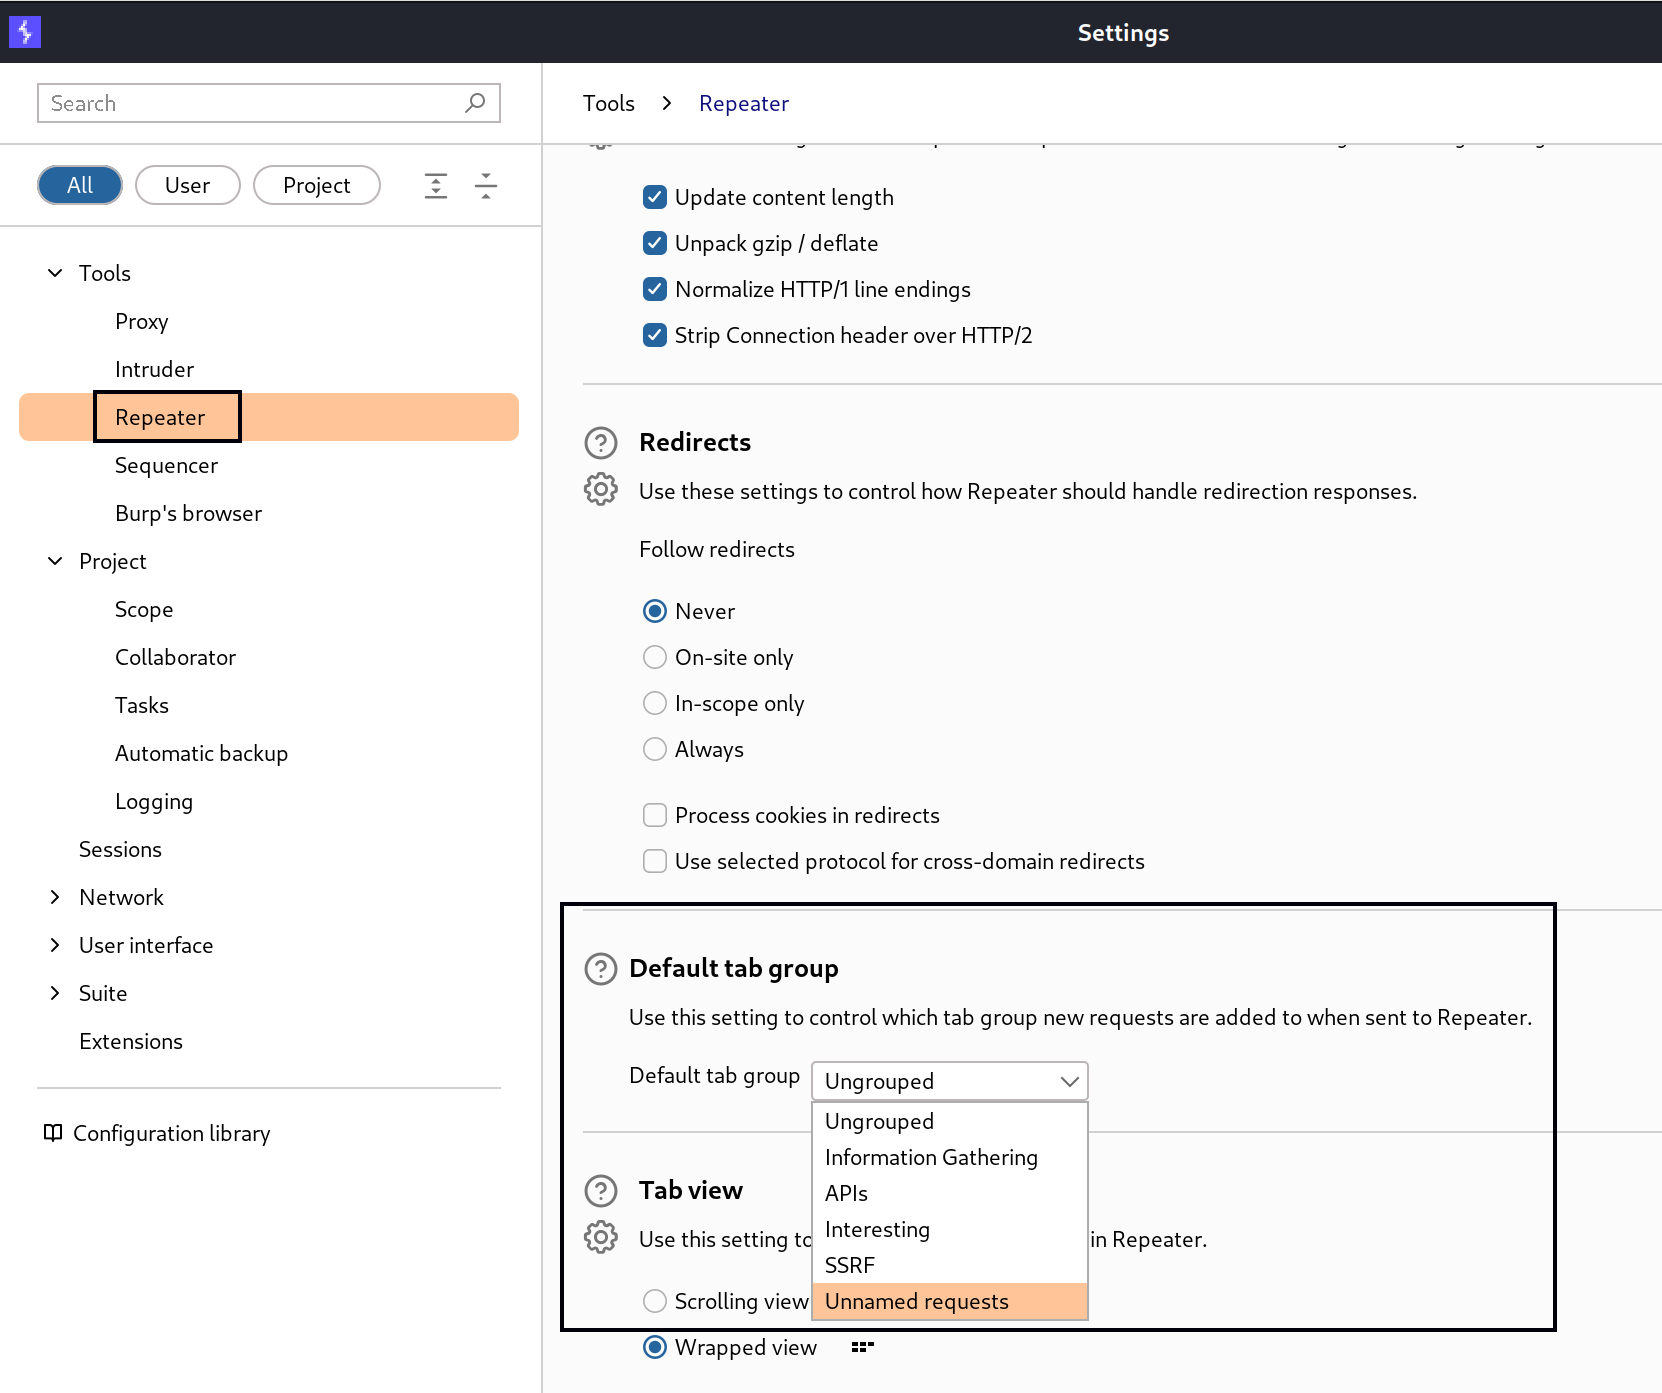 Settings
Search
All
User
Project
Tools
Proxy
Intruder
Repeater
Sequencer
Burp's browser
Project
Scope
Collaborator
Tasks
Automatic backup
Logging
Sessions
Network
User interface
Suite
Extensions
Configuration library
Tools > Repeater
Update content length
Unpack gzip / deflate
Normalize HTTP/1 line endings
Strip Connection header over HTTP/2
Redirects
Use these settings to control how Repeater should handle redirection responses.
Follow redirects
Never
On-site only
In-scope only
Always
Process cookies in redirects
Use selected protocol for cross-domain redirects
Default tab group
Use this setting to control which tab group new requests are added to when sent to Repeater.
Default tab group
Ungrouped
Ungrouped
Information Gathering
APIs
Interesting
SSRF
Unnamed requests
Tab view
Use this setting to in Repeater.
Scrolling view
Wrapped view